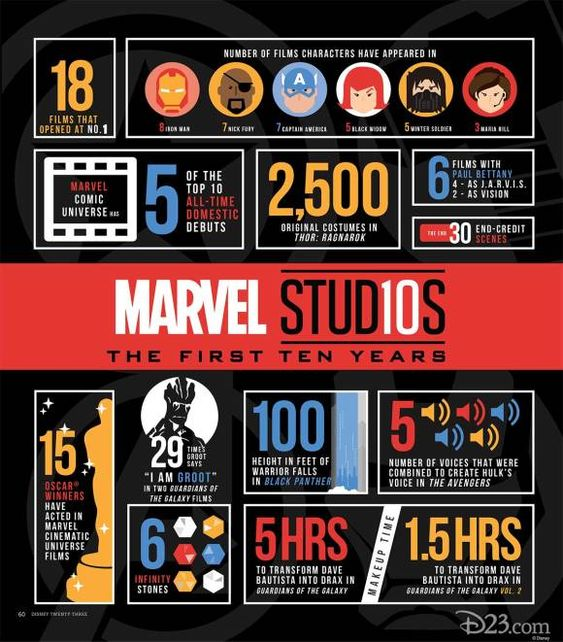 18
FILMS THAT
OPENED AT NO.1
NUMBER OF FILMS CHARACTERS HAVE APPEARED IN
8 IRON MAN
7 NICK FURY
7 CAPTAIN AMERICA
5 BLACK WIDOW
5 WINTER SOLDIER
3 MARIA HILL
MARVEL
COMIC
UNIVERSE HAS
5
OF THE
TOP 10
ALL-TIME
DOMESTIC
DEBUTS
2,500
ORIGINAL COSTUMES IN
THOR: RAGNAROK
6
FILMS WITH
PAUL BETTANY
4 - AS J.A.R.V.I.S.
2 - AS VISION
THE END
30 END-CREDIT
SCENES
MARVEL STUD10S
THE FIRST TEN YEARS
15
OSCAR®
WINNERS
HAVE
ACTED IN
MARVEL
CINEMATIC
UNIVERSE
FILMS
29 TIMES
GROOT
SAYS
"I AM GROOT"
IN TWO GUARDIANS OF
THE GALAXY FILMS
100
HEIGHT IN FEET OF
WARRIOR FALLS
IN BLACK PANTHER
5
NUMBER OF VOICES THAT WERE
COMBINED TO CREATE HULK'S
VOICE IN THE AVENGERS
6
INFINITY
STONES
5 HRS
TO TRANSFORM DAVE
BAUTISTA INTO DRAX IN
GUARDIANS OF THE GALAXY
MAKEUP TIME
1.5 HRS
TO TRANSFORM DAVE
BAUTISTA INTO DRAX IN
GUARDIANS OF THE GALAXY VOL. 2
60 DISNEY TWENTY-THREE
D23.com
© Disney